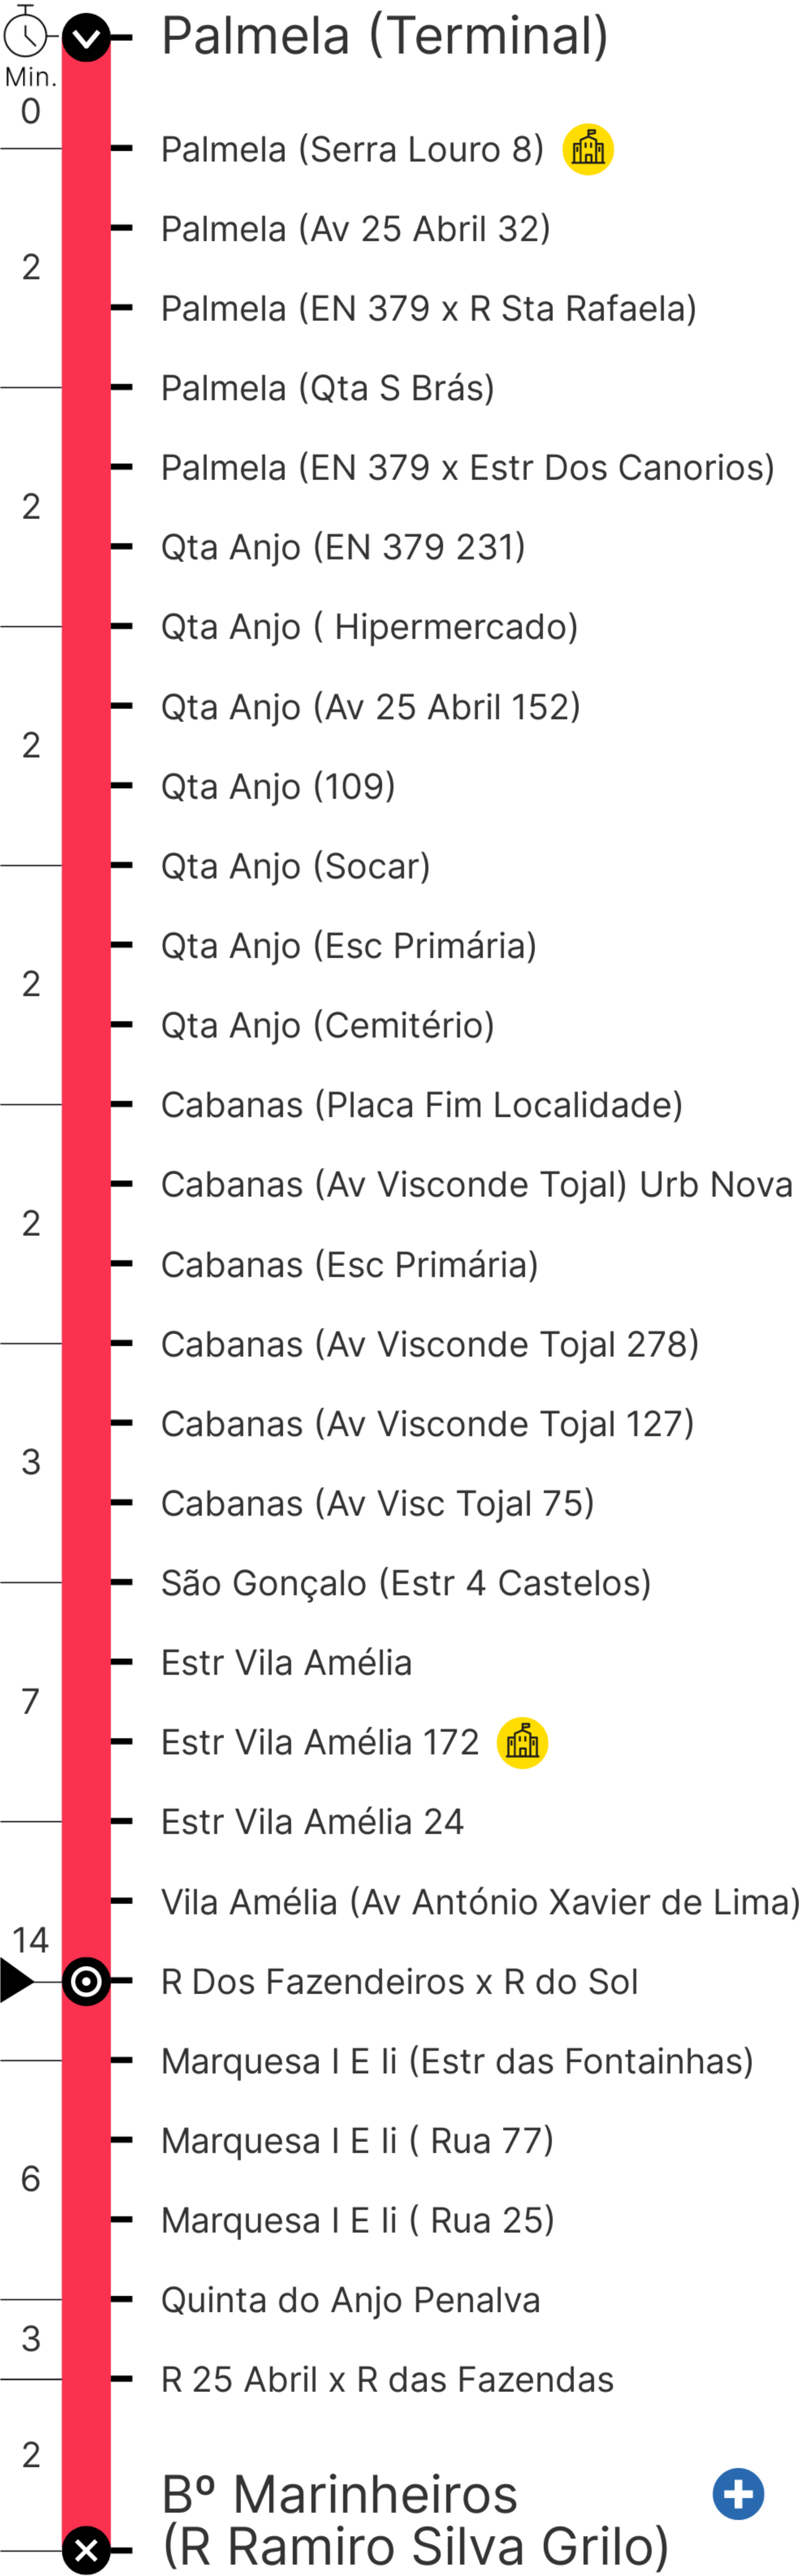 Palmela (Terminal)
Min.
0
Palmela (Serra Louro 8)
Palmela (Av 25 Abril 32)
2
Palmela (EN 379 x R Sta Rafaela)
Palmela (Qta S Brás)
Palmela (EN 379 x Estr Dos Canorios)
2
Qta Anjo (EN 379 231)
Qta Anjo ( Hipermercado)
Qta Anjo (Av 25 Abril 152)
2
Qta Anjo (109)
Qta Anjo (Socar)
Qta Anjo (Esc Primária)
2
Qta Anjo (Cemitério)
Cabanas (Placa Fim Localidade)
Cabanas (Av Visconde Tojal) Urb Nova
2
Cabanas (Esc Primária)
Cabanas (Av Visconde Tojal 278)
Cabanas (Av Visconde Tojal 127)
3
Cabanas (Av Visc Tojal 75)
São Gonçalo (Estr 4 Castelos)
Estr Vila Amélia
7
Estr Vila Amélia 172
Estr Vila Amélia 24
Vila Amélia (Av António Xavier de Lima)
14
R Dos Fazendeiros x R do Sol
Marquesa I E Ii (Estr das Fontainhas)
Marquesa I E Ii ( Rua 77)
6
Marquesa I E Ii ( Rua 25)
Quinta do Anjo Penalva
3
R 25 Abril x R das Fazendas
2
Bº Marinheiros
(R Ramiro Silva Grilo)